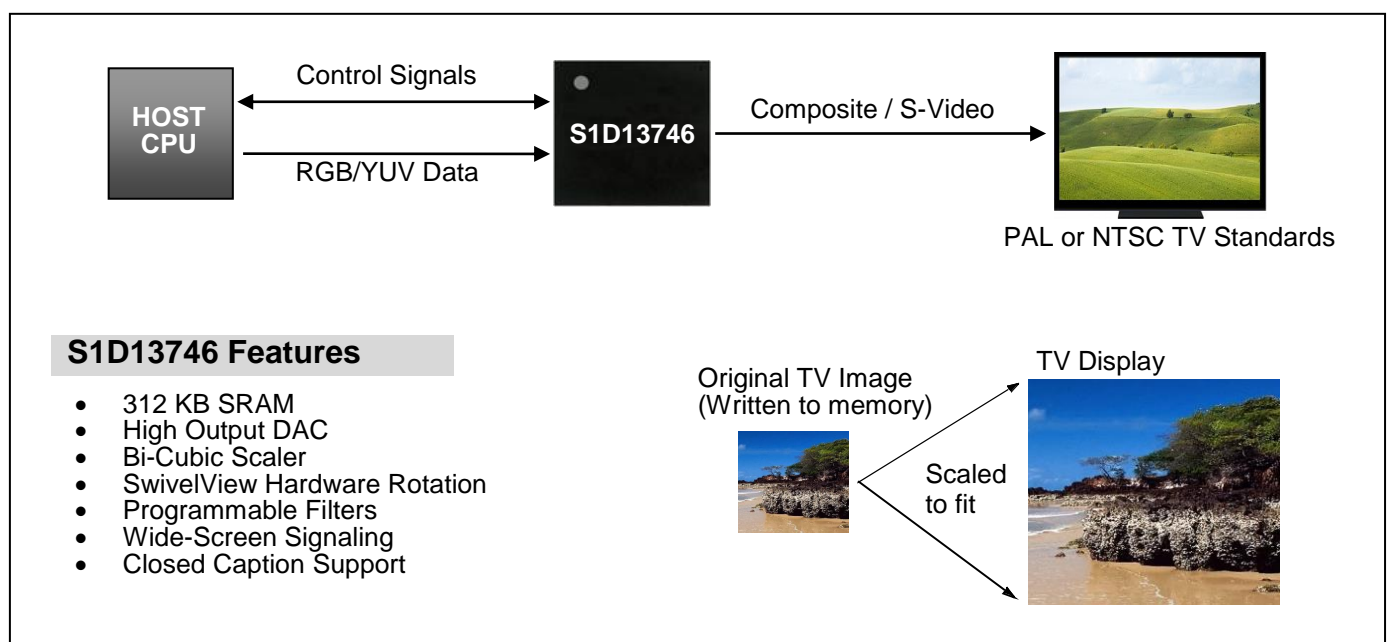 Control Signals
HOST
CPU
S1D13746
Composite / S-Video
RGB/YUV Data
PAL or NTSC TV Standards
S1D13746 Features
• 312 KB SRAM
• High Output DAC
• Bi-Cubic Scaler
• SwivelView Hardware Rotation
• Programmable Filters
• Wide-Screen Signaling
• Closed Caption Support
Original TV Image
(Written to memory)
TV Display
Scaled
to fit